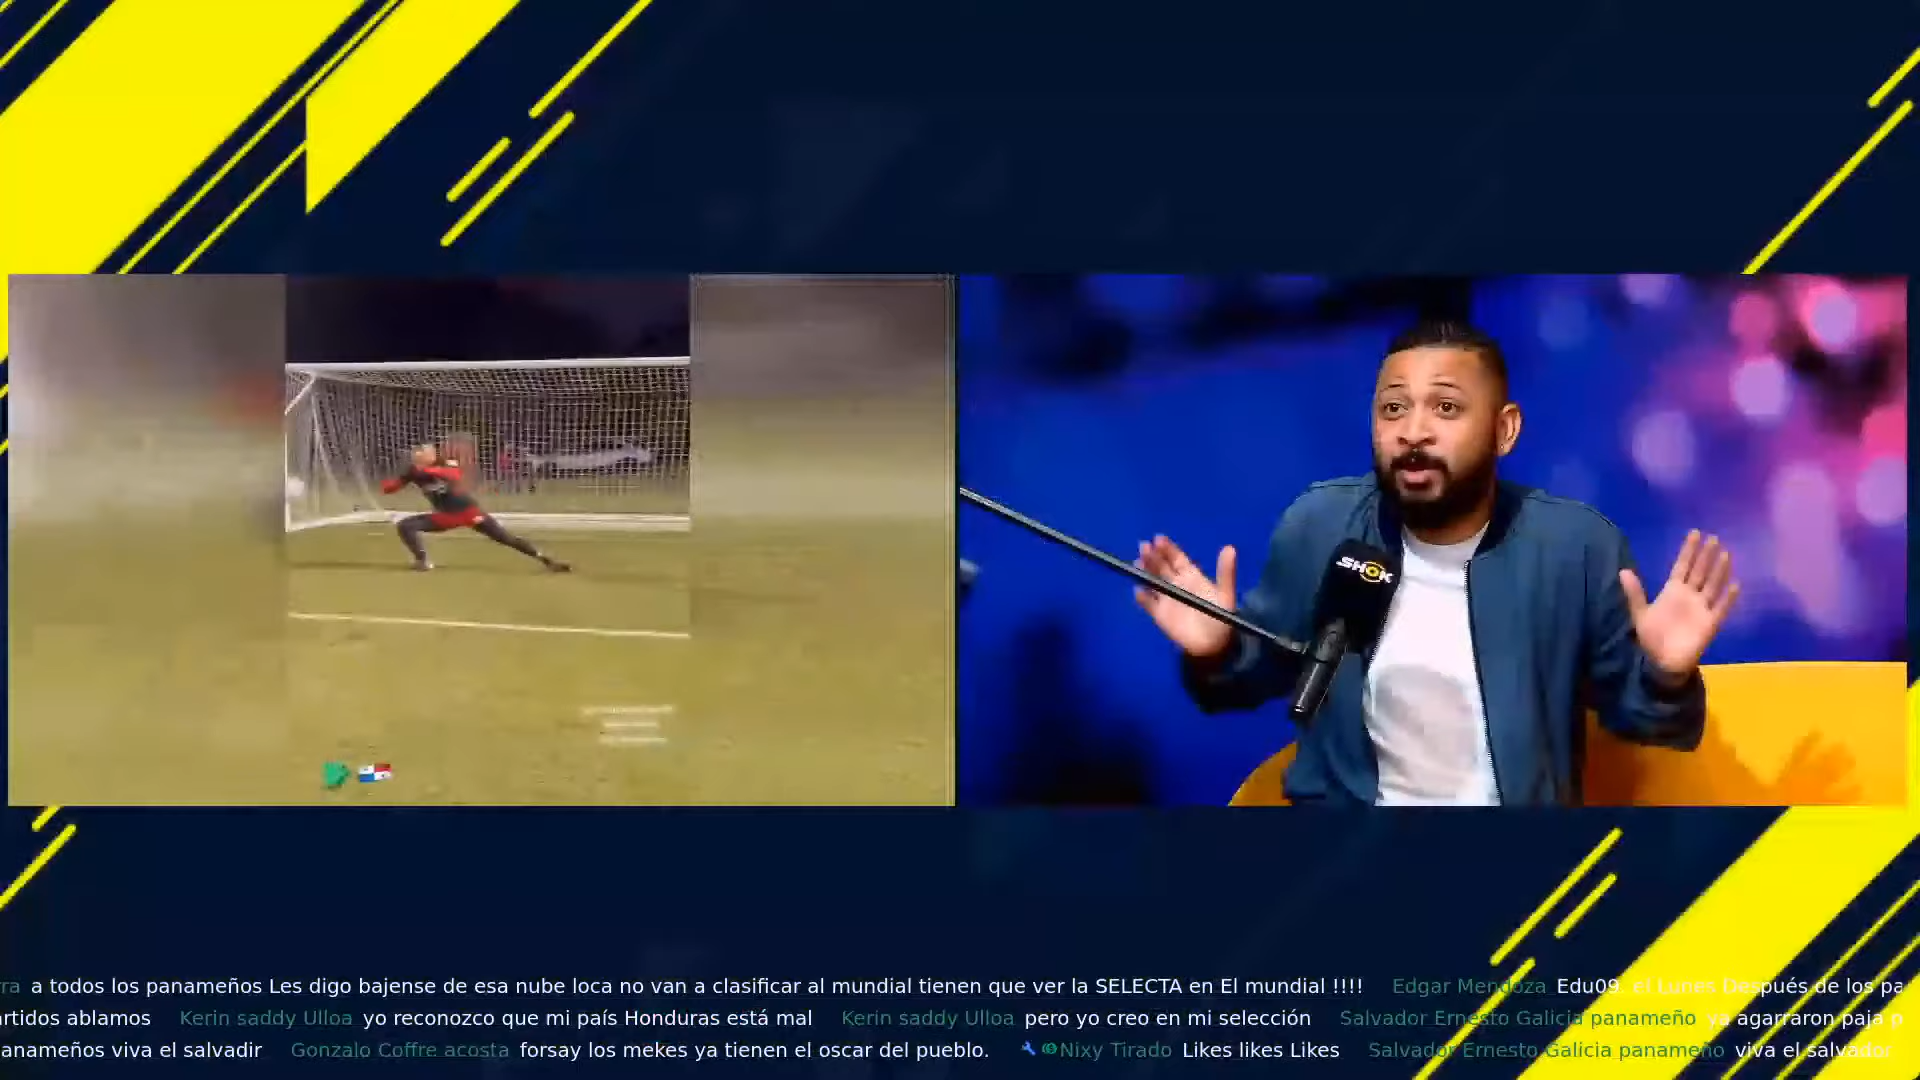 SHOK
rra a todos los panameños Les digo bajense de esa nube loca no van a clasificar al mundial tienen que ver la SELECTA en El mundial !!!! Edgar Mendoza Edu09. el Lunes Después de los pa
artidos ablamos Kerin saddy Ulloa yo reconozco que mi país Honduras está mal Kerin saddy Ulloa pero yo creo en mi selección Salvador Ernesto Galicia panameño ya agarraron paja p
anameños viva el salvadir Gonzalo Coffre acosta forsay los mekes ya tienen el oscar del pueblo. Nixy Tirado Likes likes Likes Salvador Ernesto Galicia panameño viva el salvador